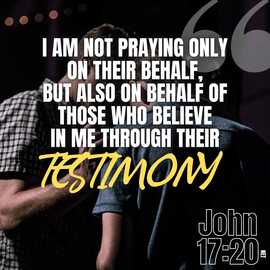 I AM NOT PRAYING ONLY
ON THEIR BEHALF,
BUT ALSO ON BEHALF OF
THOSE WHO BELIEVE
IN ME THROUGH THEIR
TESTIMONY
John
17:20